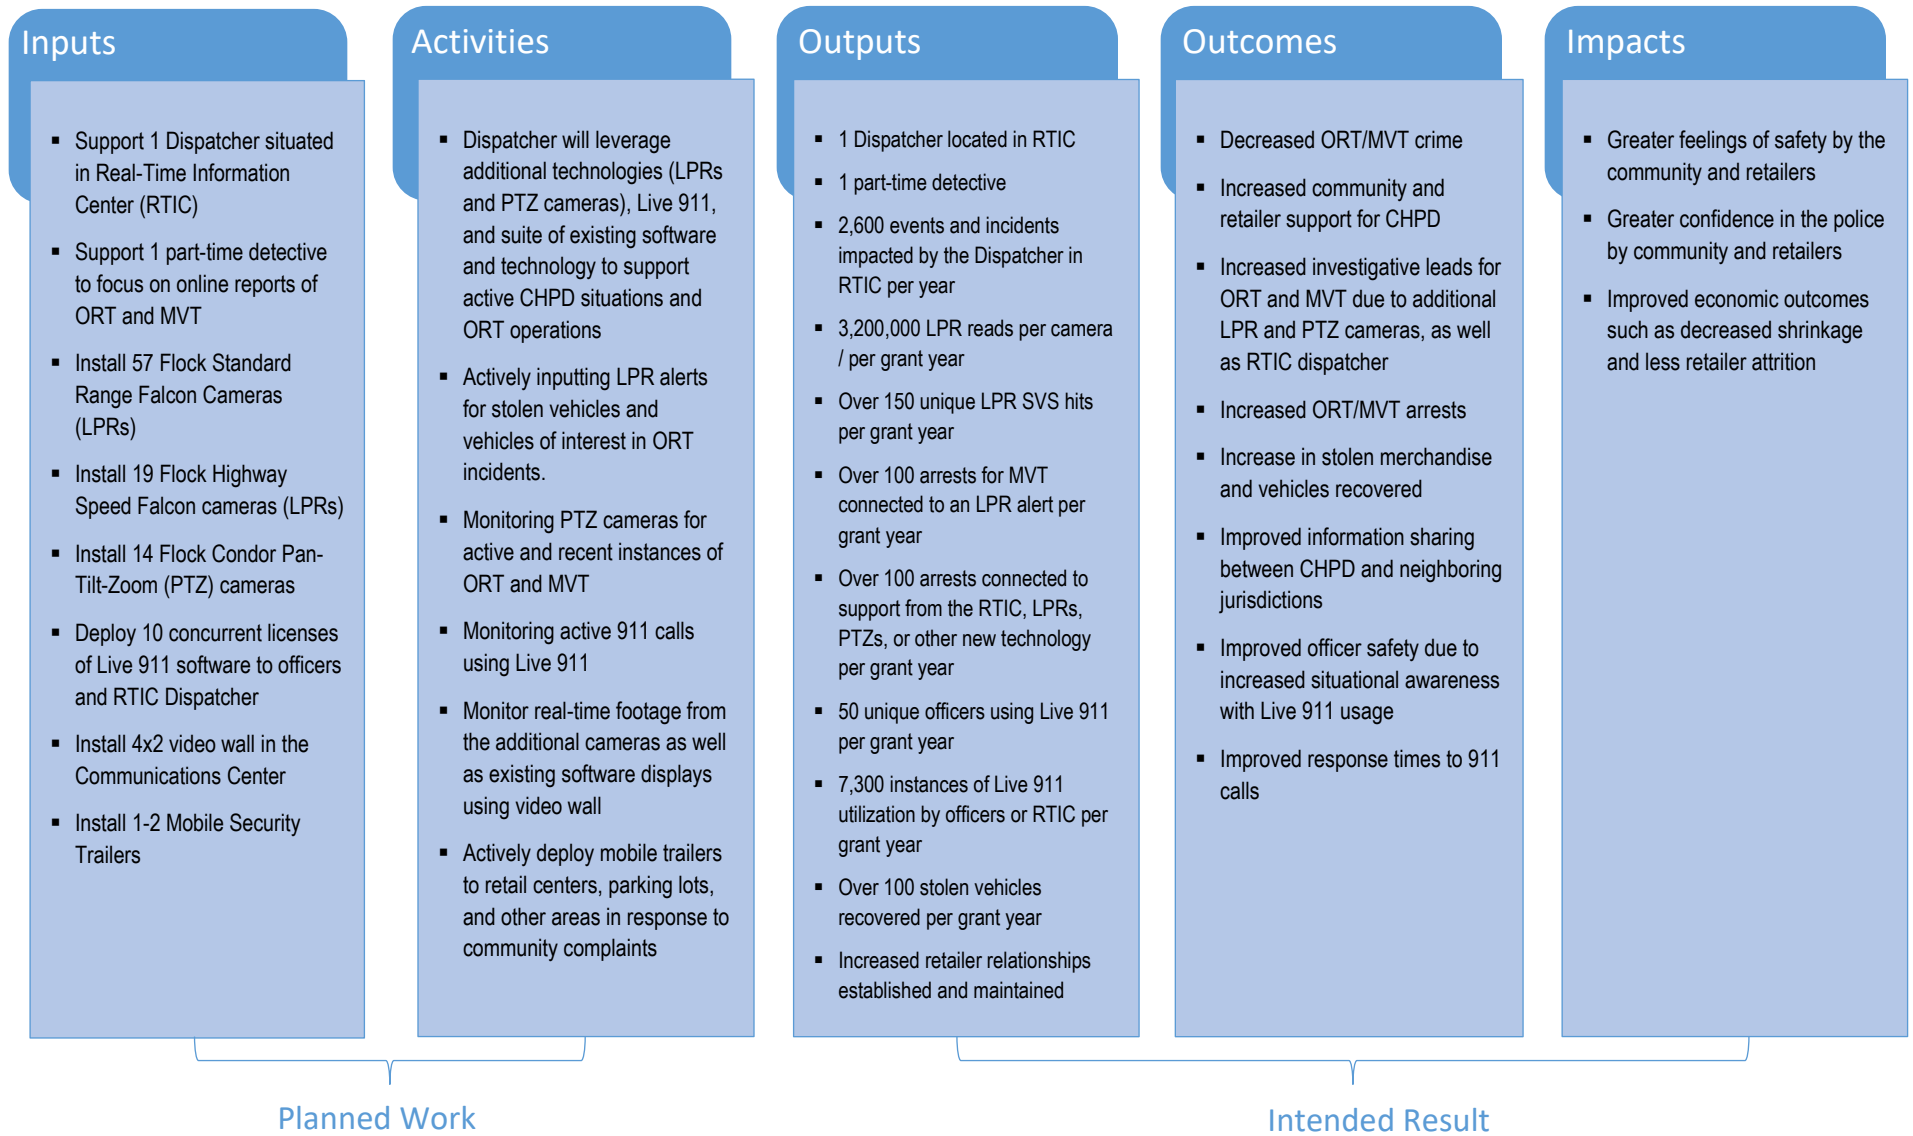 Inputs
▪ Support 1 Dispatcher situated
in Real-Time Information
Center (RTIC)
▪ Support 1 part-time detective
to focus on online reports of
ORT and MVT
▪ Install 57 Flock Standard
Range Falcon Cameras
(LPRs)
▪ Install 19 Flock Highway
Speed Falcon cameras (LPRs)
▪ Install 14 Flock Condor Pan-
Tilt-Zoom (PTZ) cameras
▪ Deploy 10 concurrent licenses
of Live 911 software to officers
and RTIC Dispatcher
▪ Install 4x2 video wall in the
Communications Center
▪ Install 1-2 Mobile Security
Trailers
Activities
▪ Dispatcher will leverage
additional technologies (LPRs
and PTZ cameras), Live 911,
and suite of existing software
and technology to support
active CHPD situations and
ORT operations
▪ Actively inputting LPR alerts
for stolen vehicles and
vehicles of interest in ORT
incidents.
▪ Monitoring PTZ cameras for
active and recent instances of
ORT and MVT
▪ Monitoring active 911 calls
using Live 911
▪ Monitor real-time footage from
the additional cameras as well
as existing software displays
using video wall
▪ Actively deploy mobile trailers
to retail centers, parking lots,
and other areas in response to
community complaints
Outputs
▪ 1 Dispatcher located in RTIC
▪ 1 part-time detective
▪ 2,600 events and incidents
impacted by the Dispatcher in
RTIC per year
▪ 3,200,000 LPR reads per camera
/ per grant year
▪ Over 150 unique LPR SVS hits
per grant year
▪ Over 100 arrests for MVT
connected to an LPR alert per
grant year
▪ Over 100 arrests connected to
support from the RTIC, LPRs,
PTZs, or other new technology
per grant year
▪ 50 unique officers using Live 911
per grant year
▪ 7,300 instances of Live 911
utilization by officers or RTIC per
grant year
▪ Over 100 stolen vehicles
recovered per grant year
▪ Increased retailer relationships
established and maintained
Outcomes
▪ Decreased ORT/MVT crime
▪ Increased community and
retailer support for CHPD
▪ Increased investigative leads for
ORT and MVT due to additional
LPR and PTZ cameras, as well
as RTIC dispatcher
▪ Increased ORT/MVT arrests
▪ Increase in stolen merchandise
and vehicles recovered
▪ Improved information sharing
between CHPD and neighboring
jurisdictions
▪ Improved officer safety due to
increased situational awareness
with Live 911 usage
▪ Improved response times to 911
calls
Impacts
▪ Greater feelings of safety by the
community and retailers
▪ Greater confidence in the police
by community and retailers
▪ Improved economic outcomes
such as decreased shrinkage
and less retailer attrition
Planned Work
Intended Result